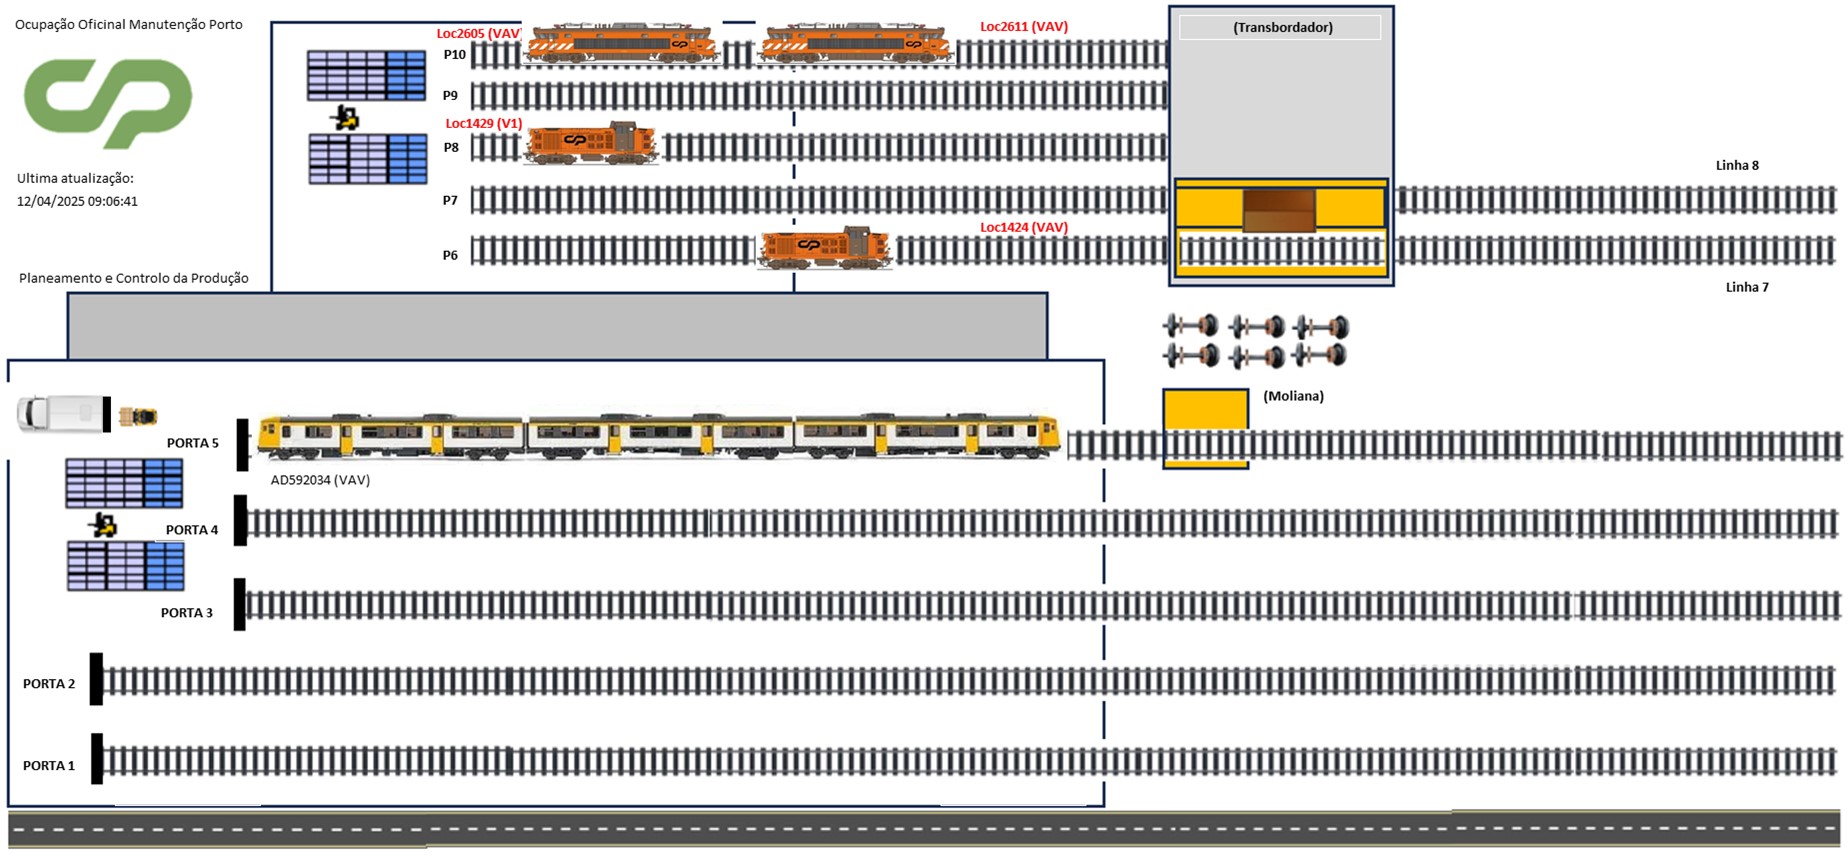 Ocupação Oficinal Manutenção Porto
cp
Ultima atualização:
12/04/2025 09:06:41
Planeamento e Controlo da Produção
Loc2605 (VAV)
Loc2611 (VAV)
P10
P9
Loc1429 (V1)
P8
P7
Loc1424 (VAV)
P6
(Transbordador)
Linha 8
Linha 7
(Moliana)
PORTA 5
AD592034 (VAV)
PORTA 4
PORTA 3
PORTA 2
PORTA 1